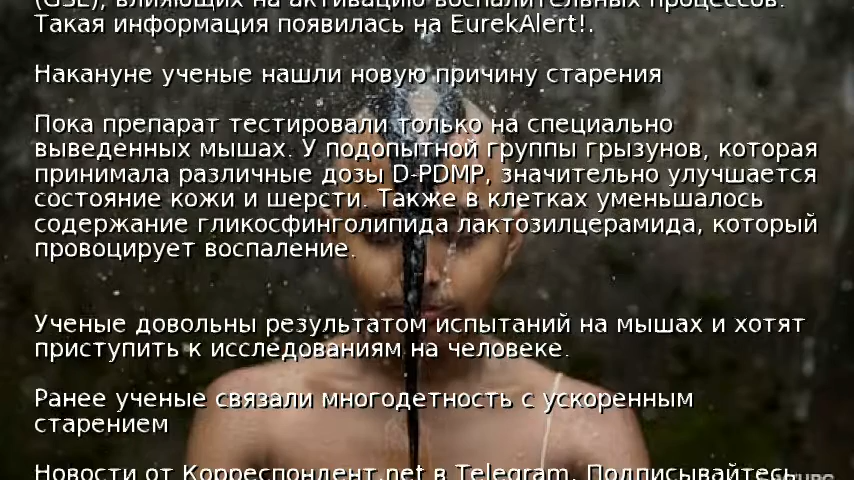 (GSL), влияющих на активацию воспалительных процессов.
Такая информация появилась на EurekAlert!.
Накануне ученые нашли новую причину старения
Пока препарат тестировали только на специально
выведенных мышах. У подопытной группы грызунов, которая
принимала различные дозы D-PDMP, значительно улучшается
состояние кожи и шерсти. Также в клетках уменьшалось
содержание гликосфинголипида лактозилцерамида, который
провоцирует воспаление.
Ученые довольны результатом испытаний на мышах и хотят
приступить к исследованиям на человеке.
Ранее ученые связали многодетность с ускоренным
старением
Новости от Корреспондент.net в Telegram. Подписывайтесь